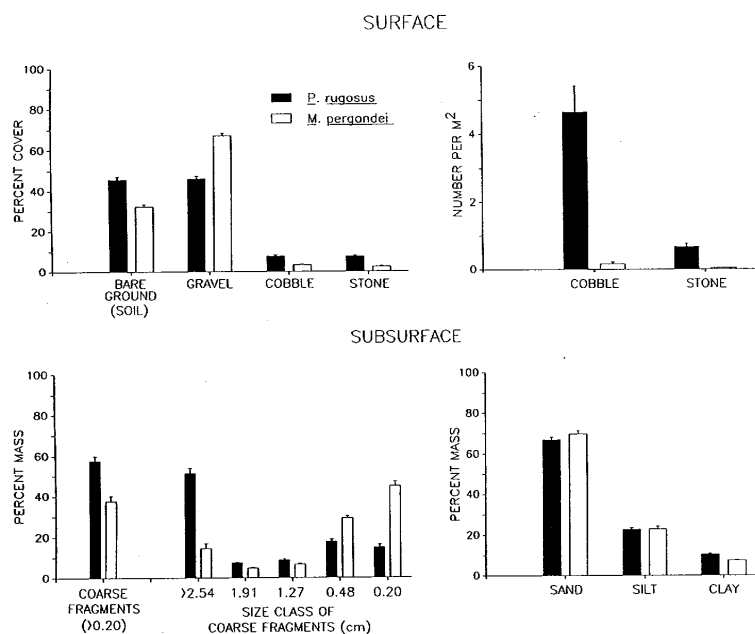 SURFACE
100
80
60
40
20
0
PERCENT COVER
P. rugosus
M. pergandei
BARE
GROUND
(SOIL)
GRAVEL
COBBLE
STONE
6
4
2
0
NUMBER PER M²
COBBLE
STONE
SUBSURFACE
100
80
60
40
20
0
PERCENT MASS
COARSE
FRAGMENTS
(>0.20)
>2.54
1.91
1.27
0.48
0.20
SIZE CLASS OF
COARSE FRAGMENTS (cm)
100
80
60
40
20
0
PERCENT MASS
SAND
SILT
CLAY